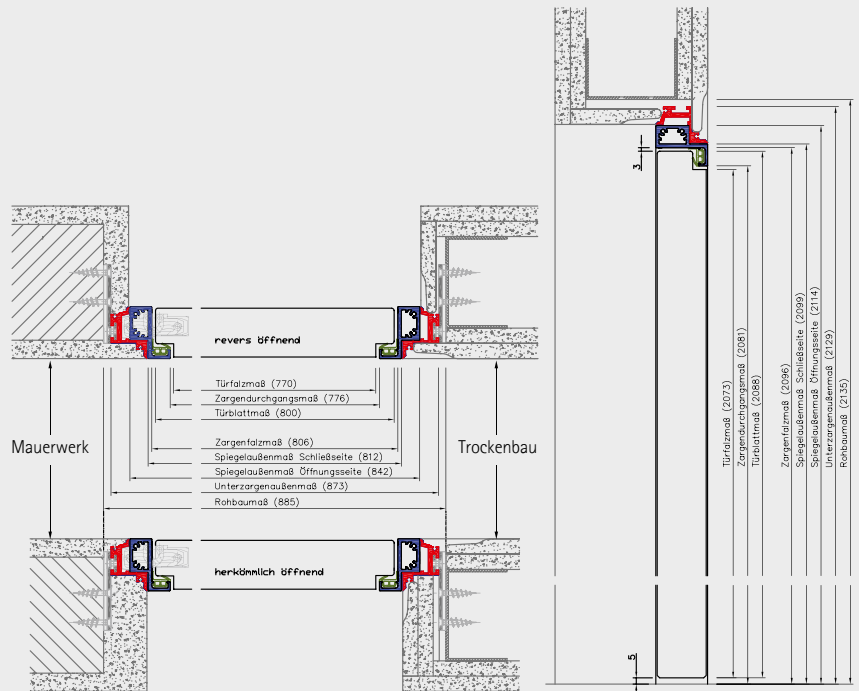 revers öffnend
Türfalzmaß (770)
Zargendurchgangsmaß (776)
Türblattmaß (800)
Zargenfalzmaß (806)
Spiegelaußenmaß Schließseite (812)
Spiegelaußenmaß Öffnungsseite (842)
Unterzargenaußenmaß (873)
Rohbaumaß (885)
Mauerwerk
Trockenbau
herkömmlich öffnend
3
Türfalzmaß (2073)
Zargendurchgangsmaß (2081)
Türblattmaß (2088)
Zargenfalzmaß (2096)
Spiegelaußenmaß Schließseite (2099)
Spiegelaußenmaß Öffnungsseite (2114)
Unterzargenaußenmaß (2129)
Rohbaumaß (2135)
5